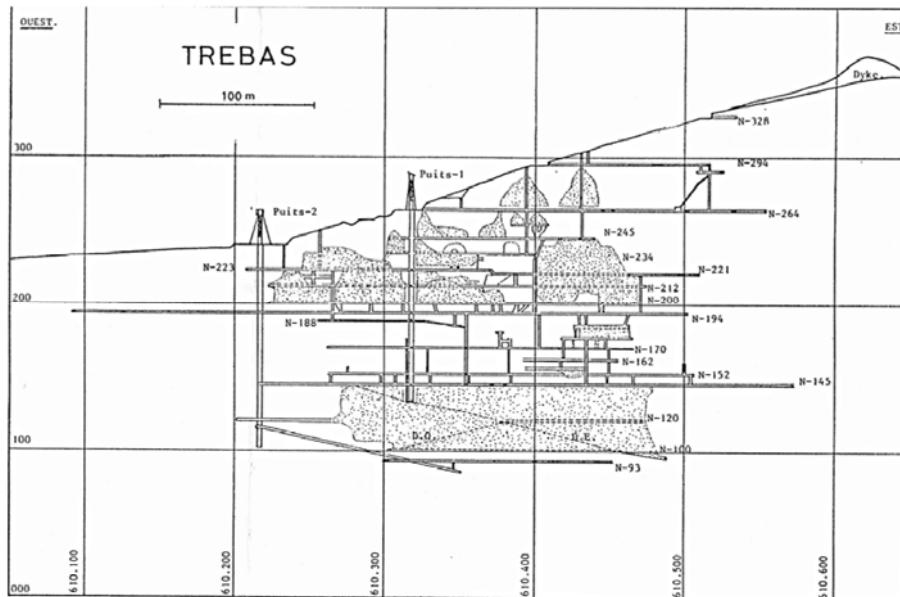 OUEST.
EST
TREBAS
100 m
Dyke.
N-328
300
N-294
Puits-1
Puits-2
N-264
N-245
N-234
N-223
N-221
N-212
200
N-200
N-194
N-188
N-170
N-162
N-152
N-145
N-120
D.O.
D.E.
100
N-100
N-93
000
610.100
610.200
610.300
610.400
610.500
610.600